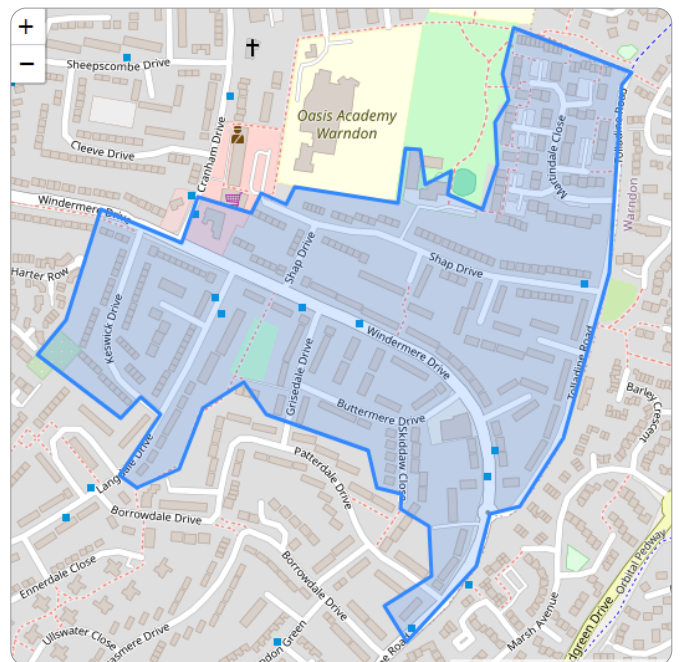 +
−
Sheepscombe Drive
Cranham Drive
Oasis Academy
Warndon
Cleeve Drive
Martindale Close
Tolladine Road
Warndon
Windermere Drive
Harter Row
Shap Drive
Shap Drive
Keswick Drive
Windermere Drive
Grisedale Drive
Tolladine Road
Barley Crescent
Buttermere Drive
Skiddaw Close
Langdale Drive
Patterdale Drive
Borrowdale Drive
Borrowdale Drive
Ennerdale Close
Ullswater Close
Marsh Avenue
Orbital Pedway